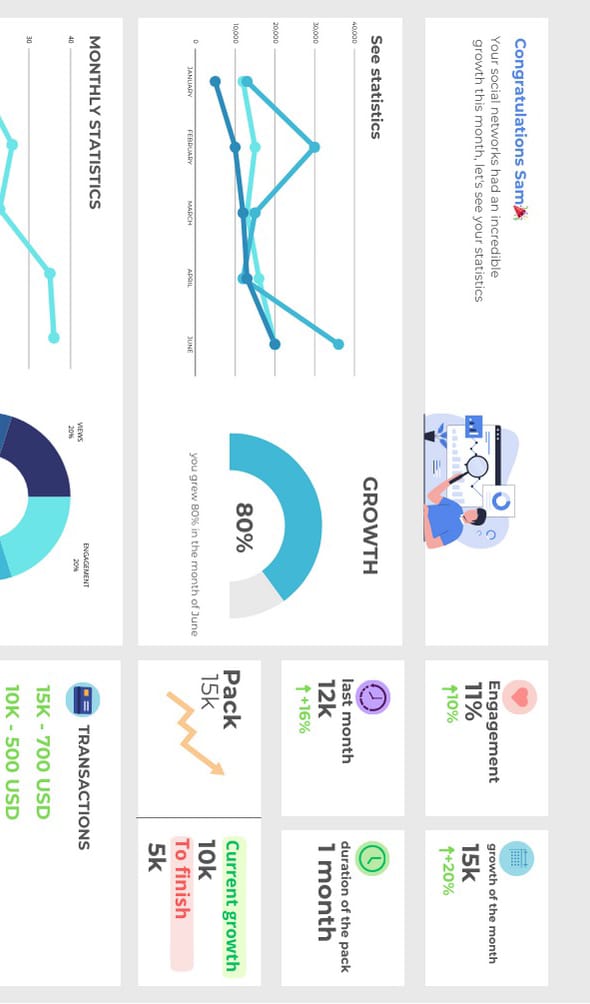 Congratulations Sam🎉
Your social networks had an incredible
growth this month, let's see your statistics
Engagement
11%
↑10%
growth of the month
15k
↑+20%
last month
12k
↑+16%
duration of the pack
1 month
See statistics
40,000
30,000
20,000
10,000
0
JANUARY FEBRUARY MARCH APRIL JUNE
GROWTH
80%
you grew 80% in the month of June
Pack
15k
Current growth
10k
To finish
5k
MONTHLY STATISTICS
40
30
VIEWS
20%
ENGAGEMENT
20%
TRANSACTIONS
15K - 700 USD
10K - 500 USD